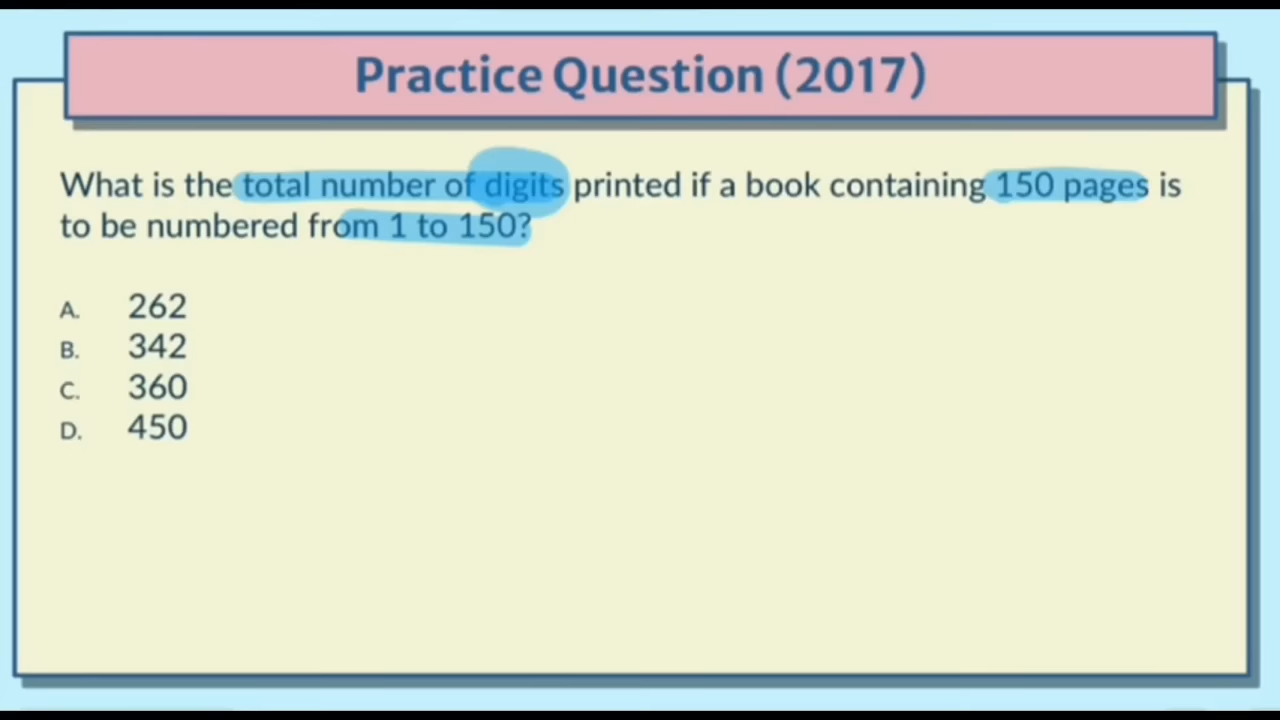 Practice Question (2017)
What is the total number of digits printed if a book containing 150 pages is
to be numbered from 1 to 150?
A. 262
B. 342
C. 360
D. 450